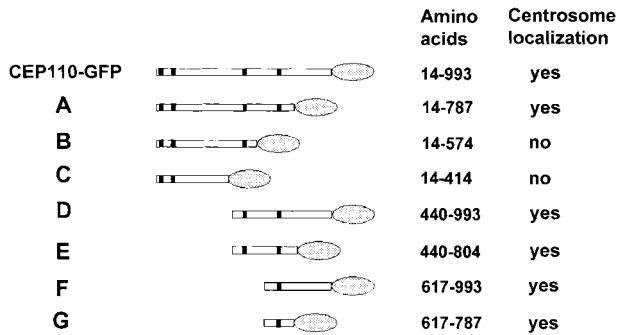 Amino acids Centrosome localization
CEP110-GFP 14-993 yes
A 14-787 yes
B 14-574 no
C 14-414 no
D 440-993 yes
E 440-804 yes
F 617-993 yes
G 617-787 yes